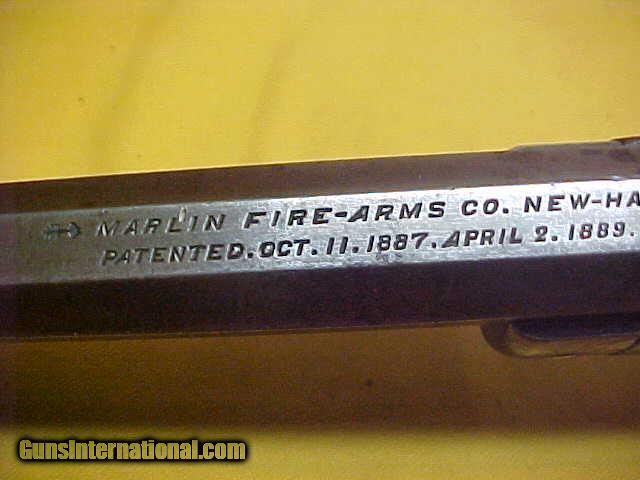 MARLIN FIRE-ARMS CO. NEW-HA
PATENTED. OCT. 11. 1887. APRIL 2. 1889.
GunsInternational.com